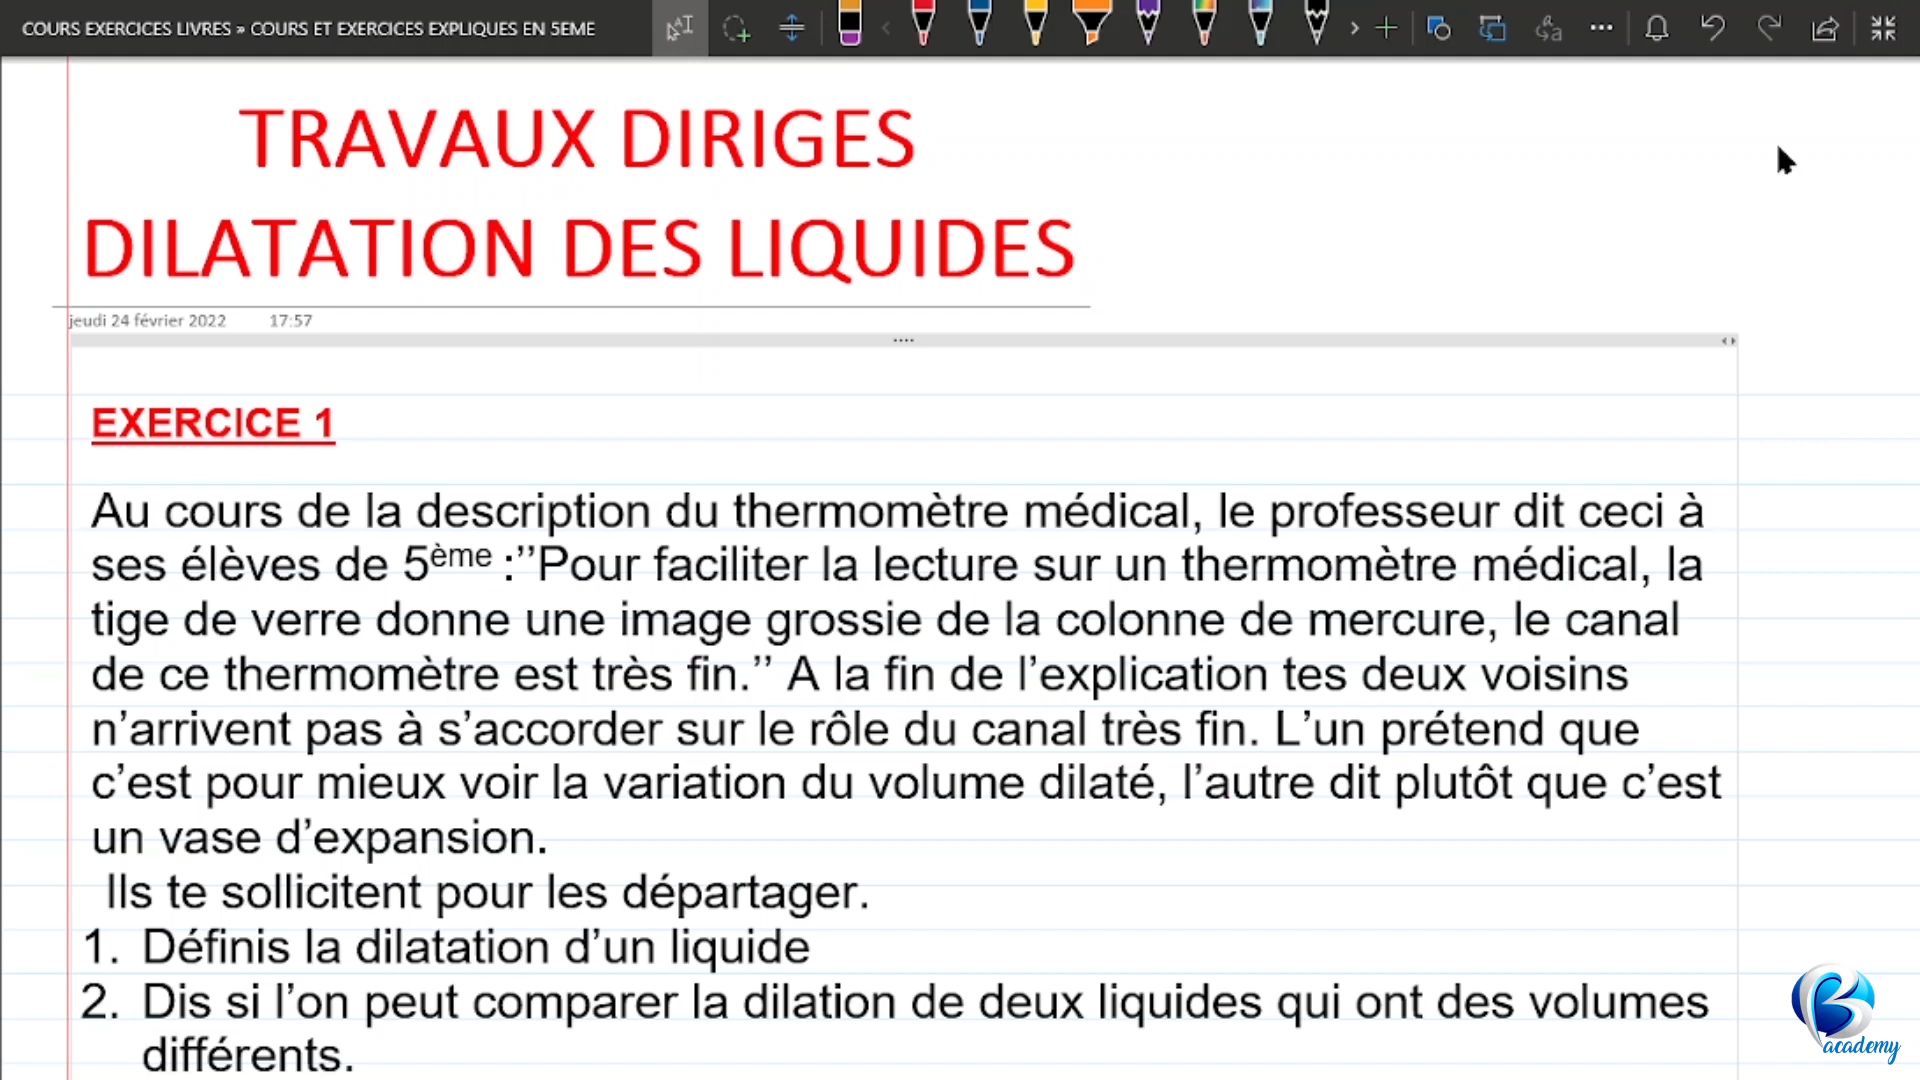 COURS EXERCICES LIVRES » COURS ET EXERCICES EXPLIQUES EN 5EME
TRAVAUX DIRIGES
DILATATION DES LIQUIDES
jeudi 24 février 2022 17:57
EXERCICE 1
Au cours de la description du thermomètre médical, le professeur dit ceci à
ses élèves de 5ème :’’Pour faciliter la lecture sur un thermomètre médical, la
tige de verre donne une image grossie de la colonne de mercure, le canal
de ce thermomètre est très fin.’’ A la fin de l’explication tes deux voisins
n’arrivent pas à s’accorder sur le rôle du canal très fin. L’un prétend que
c’est pour mieux voir la variation du volume dilaté, l’autre dit plutôt que c’est
un vase d’expansion.
Ils te sollicitent pour les départager.
1. Définis la dilatation d’un liquide
2. Dis si l’on peut comparer la dilation de deux liquides qui ont des volumes
différents.
B academy